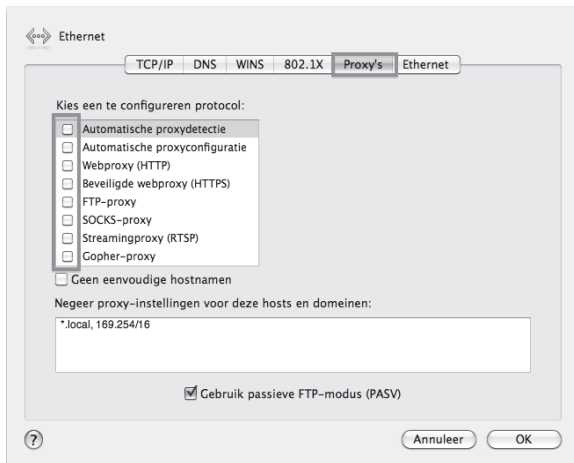 Ethernet
TCP/IP DNS WINS 802.1X Proxy's Ethernet
Kies een te configureren protocol:
Automatische proxydetectie
Automatische proxyconfiguratie
Webproxy (HTTP)
Beveiligde webproxy (HTTPS)
FTP-proxy
SOCKS-proxy
Streamingproxy (RTSP)
Gopher-proxy
Geen eenvoudige hostnamen
Negeer proxy-instellingen voor deze hosts en domeinen:
*.local, 169.254/16
Gebruik passieve FTP-modus (PASV)
? Annuleer OK